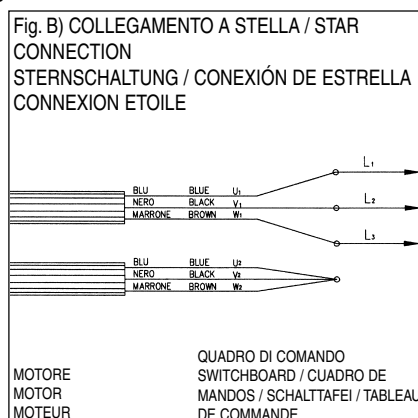 Fig. B) COLLEGAMENTO A STELLA / STAR
CONNECTION
STERNSCHALTUNG / CONEXIÓN DE ESTRELLA
CONNEXION ETOILE
L₁
BLU BLUE U₁
NERO BLACK V₁ L₂
MARRONE BROWN W₁
L₃
BLU BLUE U₂
NERO BLACK V₂
MARRONE BROWN W₂
QUADRO DI COMANDO
MOTORE SWITCHBOARD / CUADRO DE
MOTOR MANDOS / SCHALTTAFEl / TABLEAU
MOTEUR DE COMMANDE